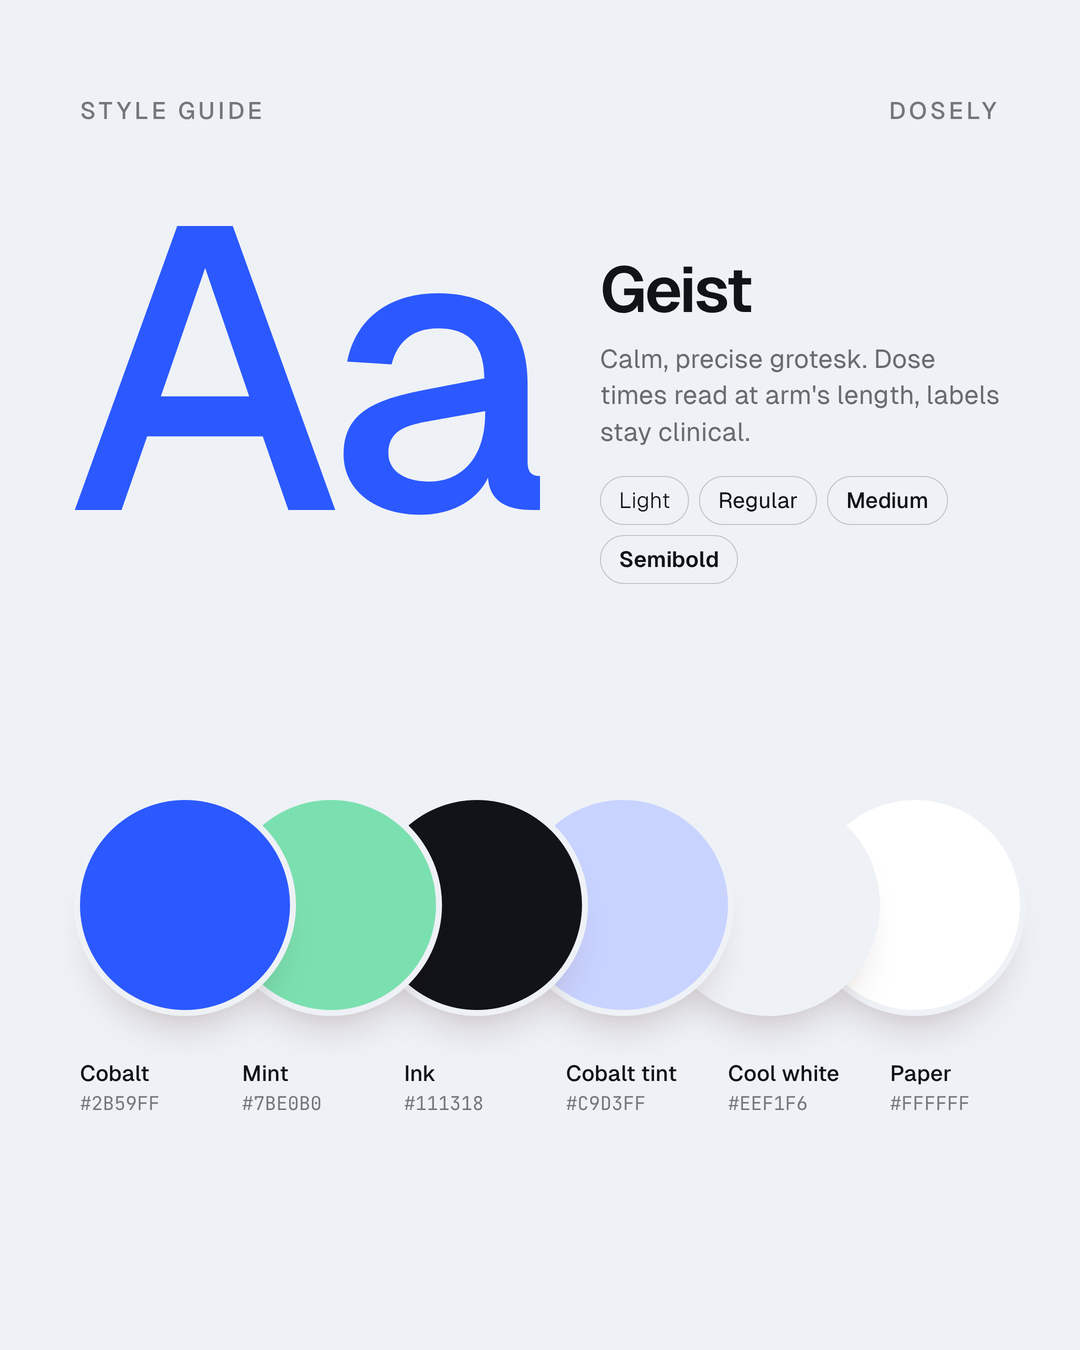 STYLE GUIDE
DOSELY
Aa
Geist
Calm, precise grotesk. Dose
times read at arm's length, labels
stay clinical.
Light
Regular
Medium
Semibold
Cobalt
#2B59FF
Mint
#7BE0B0
Ink
#111318
Cobalt tint
#C9D3FF
Cool white
#EEF1F6
Paper
#FFFFFF